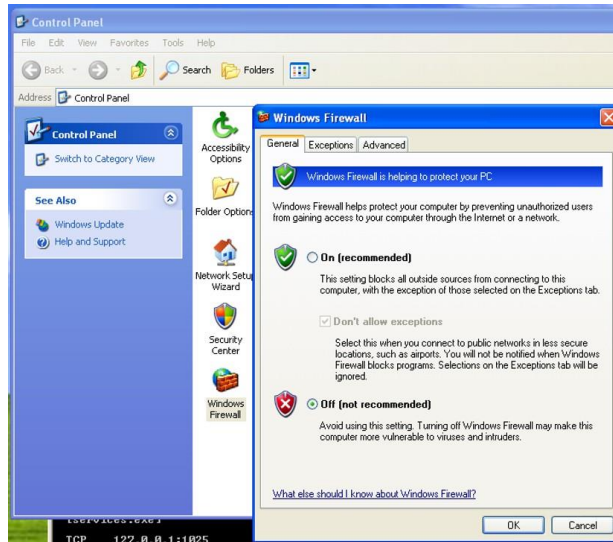 Control Panel
File Edit View Favorites Tools Help
Back Search Folders
Address Control Panel
Control Panel
Switch to Category View
See Also
Windows Update
Help and Support
Accessibility
Options
Folder Option
Network Setu
Wizard
Security
Center
Windows
Firewall
Windows Firewall
General Exceptions Advanced
Windows Firewall is helping to protect your PC
Windows Firewall helps protect your computer by preventing unauthorized users
from gaining access to your computer through the Internet or a network.
On (recommended)
This setting blocks all outside sources from connecting to this
computer, with the exception of those selected on the Exceptions tab.
Don't allow exceptions
Select this when you connect to public networks in less secure
locations, such as airports. You will not be notified when Windows
Firewall blocks programs. Selections on the Exceptions tab will be
ignored.
Off (not recommended)
Avoid using this setting. Turning off Windows Firewall may make this
computer more vulnerable to viruses and intruders.
What else should I know about Windows Firewall?
OK Cancel
[services.exe]
TCP 127.0.0.1:1025